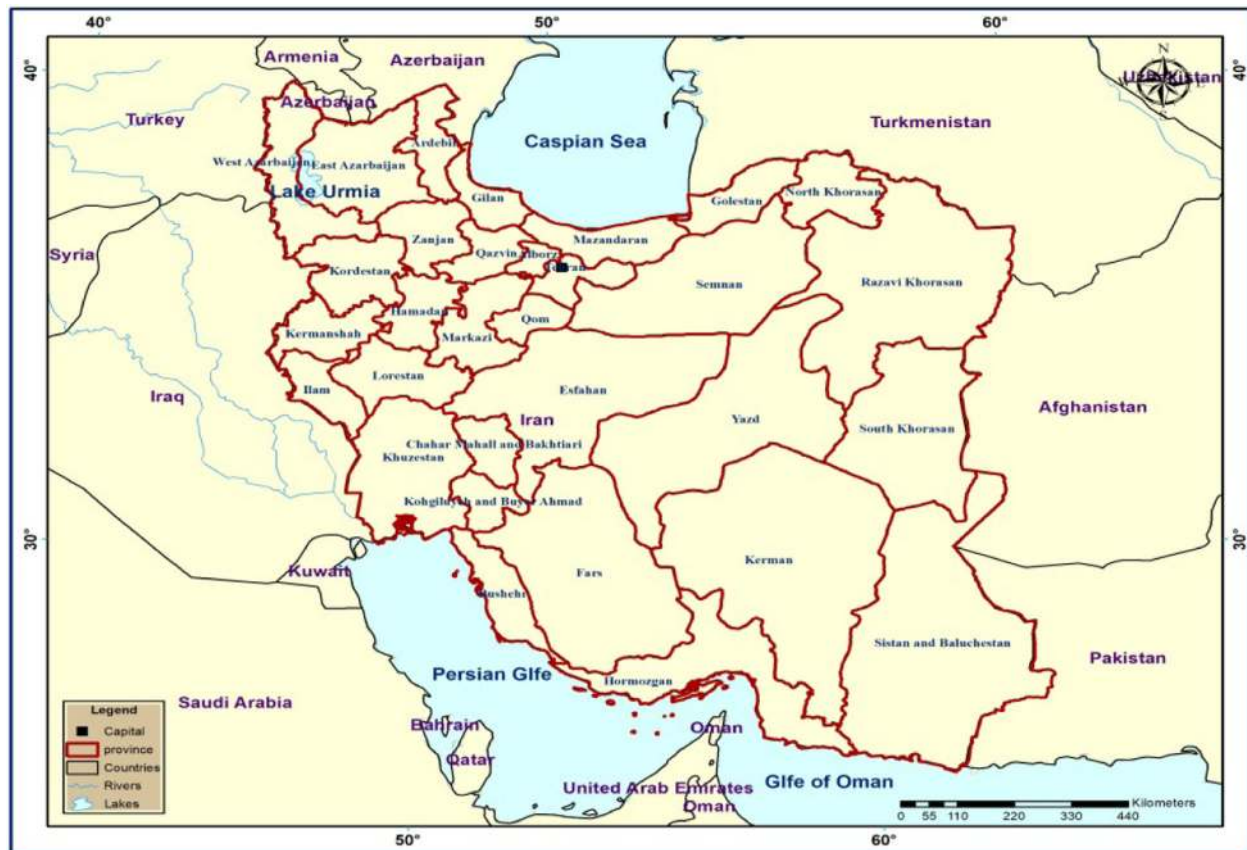 40°
50°
60°
40°
40°
Armenia
Azerbaijan
Uzbekistan
N
W
E
S
Azerbaijan
Turkey
Turkmenistan
Caspian Sea
Ardebil
West Azarbaijan
East Azarbaijan
Lake Urmia
Gilan
Golestan
North Khorasan
Zanjan
Mazandaran
Qazvin
Alborz
Tehran
Syria
Kordestan
Semnan
Razavi Khorasan
Hamadan
Qom
Kermanshah
Markazi
Lorestan
Ilam
Esfahan
Iraq
Afghanistan
Iran
Yazd
South Khorasan
Chahar Mahall and Bakhtiari
Khuzestan
Kohgiluyeh and Buyer Ahmad
30°
30°
Kuwait
Fars
Kerman
Bushehr
Sistan and Baluchestan
Pakistan
Persian Glfe
Hormozgan
Saudi Arabia
Bahrain
Oman
Qatar
United Arab Emirates
Oman
Glfe of Oman
Legend
Capital
province
Countries
Rivers
Lakes
Kilometers
0 55 110 220 330 440
50°
60°